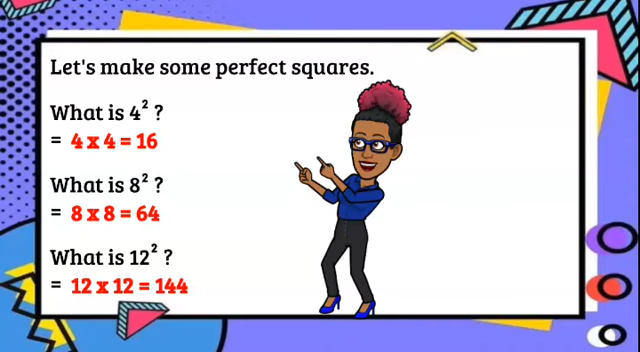 Let's make some perfect squares.
What is 4² ?
= 4 x 4 = 16
What is 8² ?
= 8 x 8 = 64
What is 12² ?
= 12 x 12 = 144